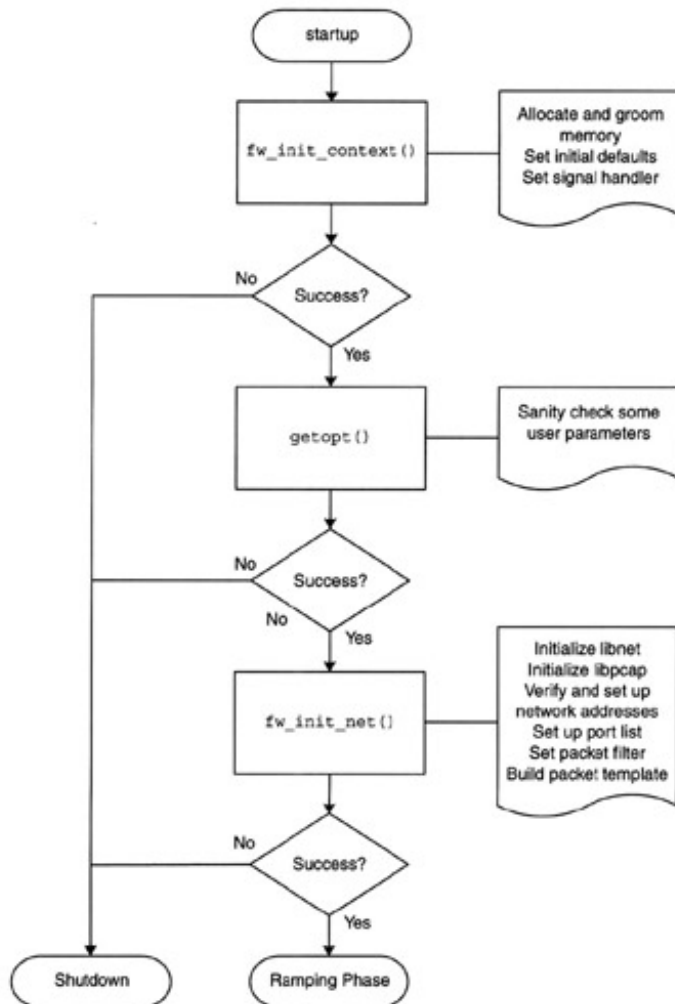 startup
fw_init_context()
Allocate and groom
memory
Set initial defaults
Set signal handler
No
Success?
Yes
getopt()
Sanity check some
user parameters
No
Success?
No
Yes
fw_init_net()
Initialize libnet
Initialize libpcap
Verify and set up
network addresses
Set up port list
Set packet filter
Build packet template
No
Success?
Yes
Shutdown
Ramping Phase